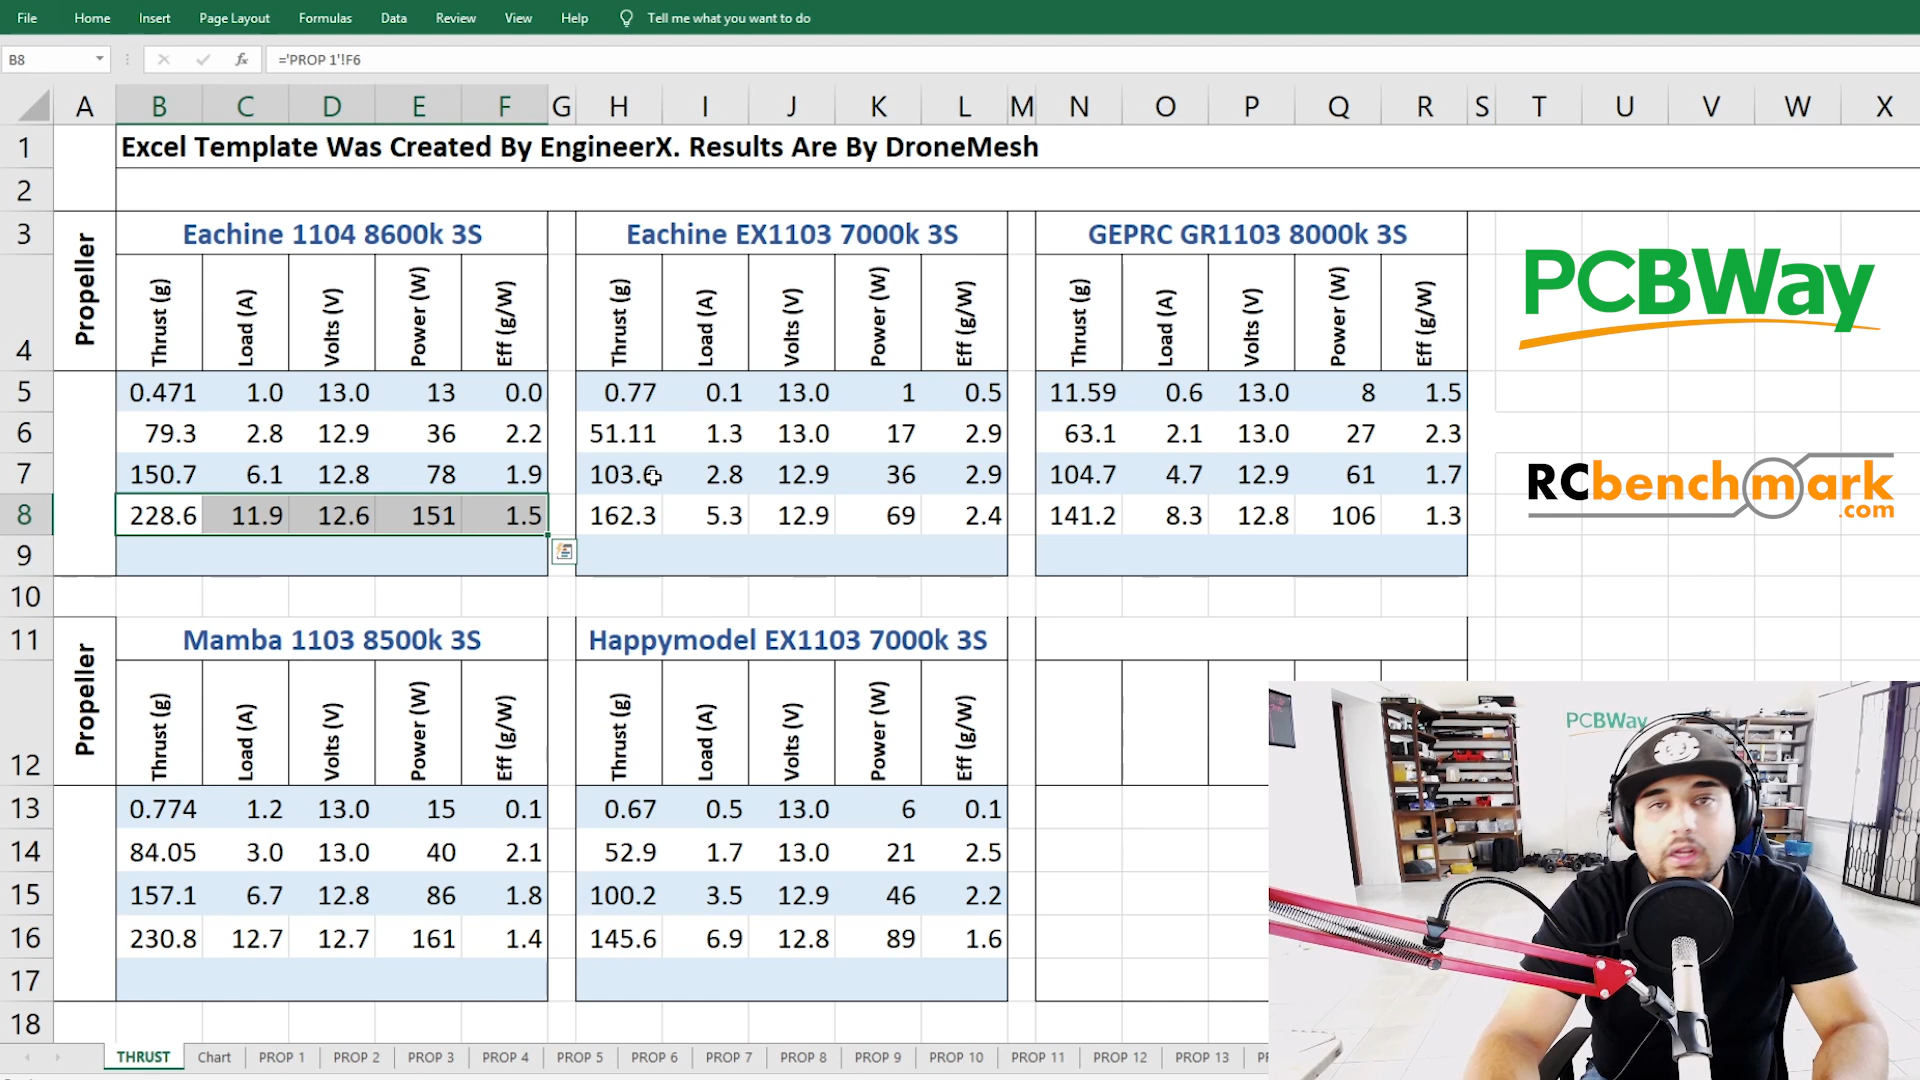 File Home Insert Page Layout Formulas Data Review View Help Tell me what you want to do
B8 fx ='PROP 1'!F6
A B C D E F G H I J K L M N O P Q R S T U V W X
1 Excel Template Was Created By EngineerX. Results Are By DroneMesh
2
3 Propeller Eachine 1104 8600k 3S Eachine EX1103 7000k 3S GEPRC GR1103 8000k 3S
4 Thrust (g) Load (A) Volts (V) Power (W) Eff (g/W) Thrust (g) Load (A) Volts (V) Power (W) Eff (g/W) Thrust (g) Load (A) Volts (V) Power (W) Eff (g/W)
PCBWay
5 0.471 1.0 13.0 13 0.0 0.77 0.1 13.0 1 0.5 11.59 0.6 13.0 8 1.5
6 79.3 2.8 12.9 36 2.2 51.11 1.3 13.0 17 2.9 63.1 2.1 13.0 27 2.3
7 150.7 6.1 12.8 78 1.9 103.6 2.8 12.9 36 2.9 104.7 4.7 12.9 61 1.7
8 228.6 11.9 12.6 151 1.5 162.3 5.3 12.9 69 2.4 141.2 8.3 12.8 106 1.3
RCbenchmark
.com
9
10
11 Propeller Mamba 1103 8500k 3S Happymodel EX1103 7000k 3S
12 Thrust (g) Load (A) Volts (V) Power (W) Eff (g/W) Thrust (g) Load (A) Volts (V) Power (W) Eff (g/W)
PCBWay
13 0.774 1.2 13.0 15 0.1 0.67 0.5 13.0 6 0.1
14 84.05 3.0 13.0 40 2.1 52.9 1.7 13.0 21 2.5
15 157.1 6.7 12.8 86 1.8 100.2 3.5 12.9 46 2.2
16 230.8 12.7 12.7 161 1.4 145.6 6.9 12.8 89 1.6
17
18
THRUST Chart PROP 1 PROP 2 PROP 3 PROP 4 PROP 5 PROP 6 PROP 7 PROP 8 PROP 9 PROP 10 PROP 11 PROP 12 PROP 13